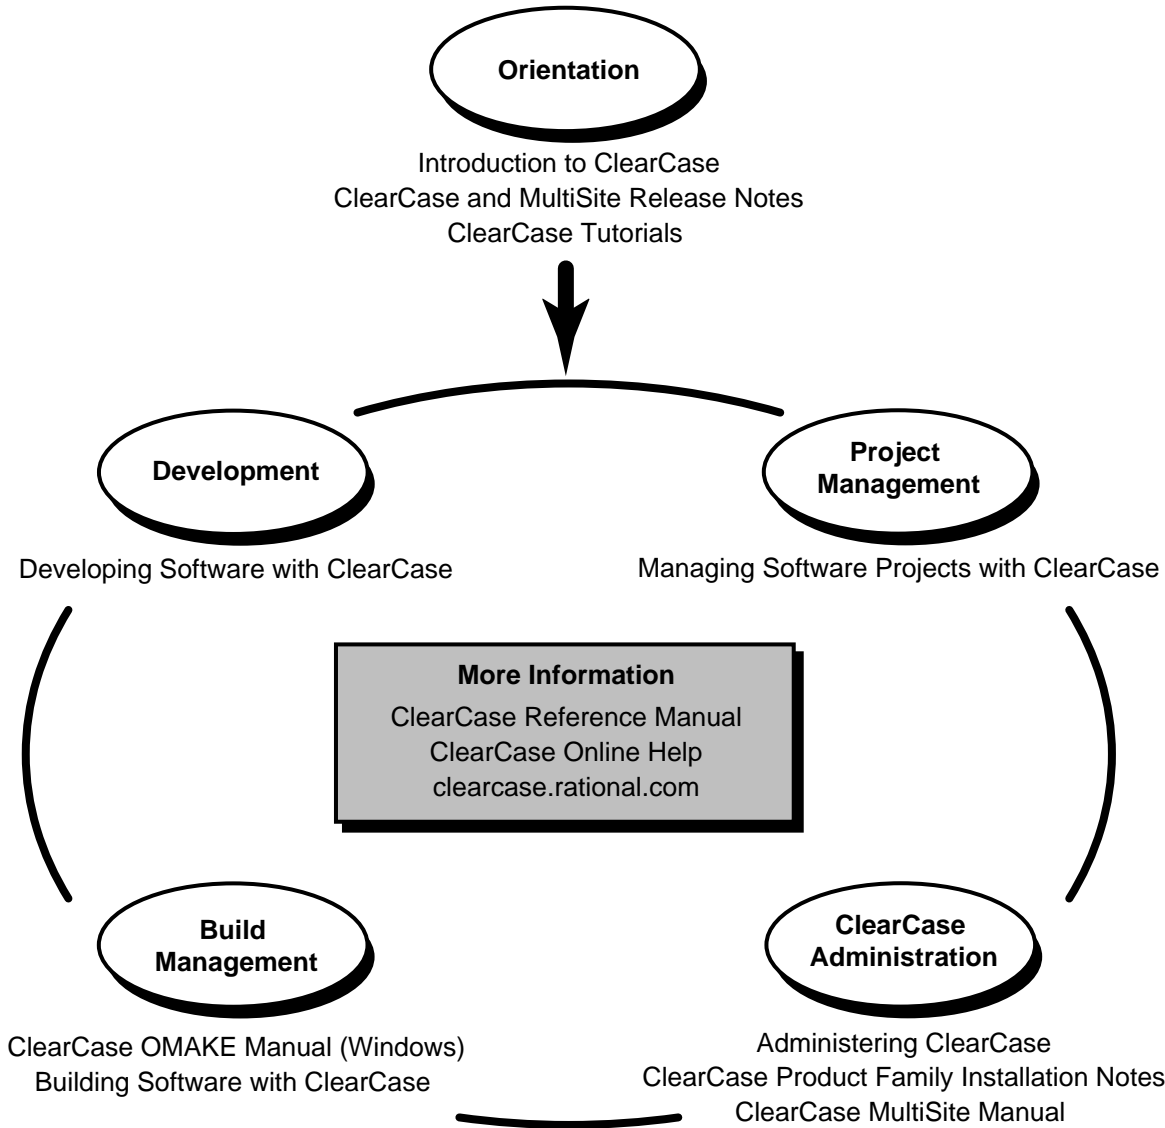 Orientation
Introduction to ClearCase
ClearCase and MultiSite Release Notes
ClearCase Tutorials
Development
Developing Software with ClearCase
Project
Management
Managing Software Projects with ClearCase
More Information
ClearCase Reference Manual
ClearCase Online Help
clearcase.rational.com
Build
Management
ClearCase OMAKE Manual (Windows)
Building Software with ClearCase
ClearCase
Administration
Administering ClearCase
ClearCase Product Family Installation Notes
ClearCase MultiSite Manual